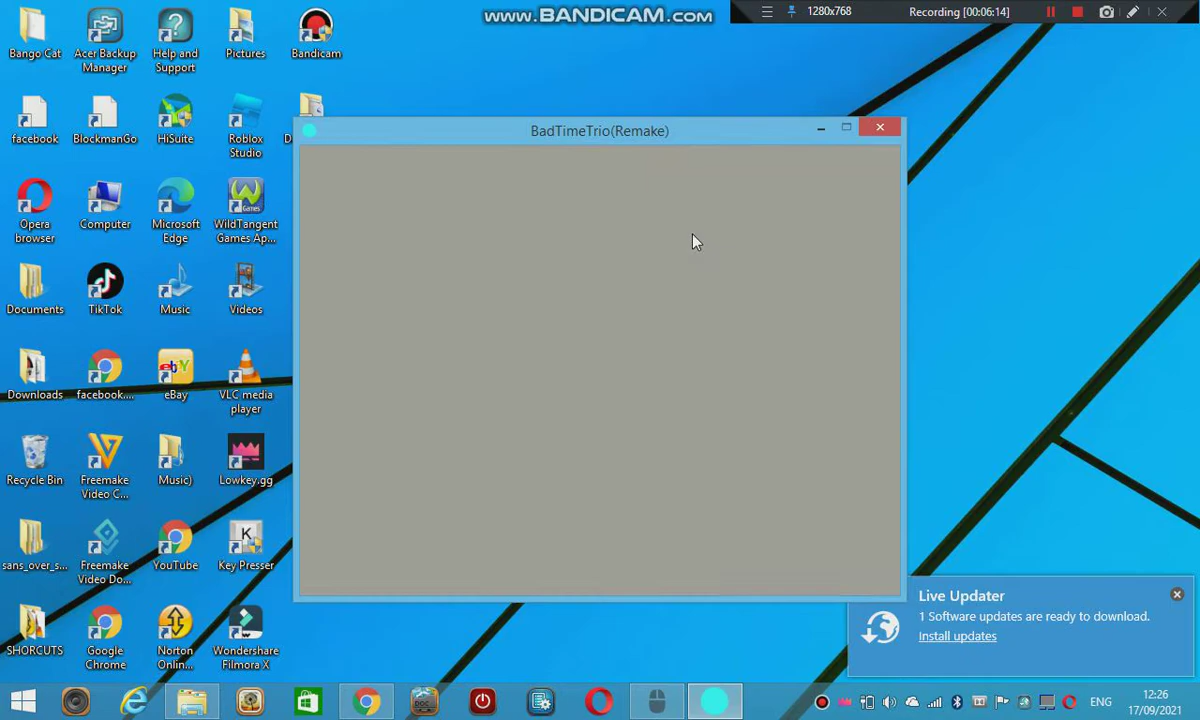 www.BANDICAM.com
1280x768
Recording [00:06:14]
Bango Cat
Acer Backup
Manager
Help and
Support
Pictures
Bandicam
facebook
BlockmanGo
HiSuite
Roblox
Studio
D
BadTimeTrio(Remake)
Opera
browser
Computer
Microsoft
Edge
WildTangent
Games Ap...
Documents
TikTok
Music
Videos
Downloads
facebook....
eBay
VLC media
player
Recycle Bin
Freemake
Video C...
Music)
Lowkey.gg
sans_over_s...
Freemake
Video Do...
YouTube
Key Presser
SHORCUTS
Google
Chrome
Norton
Onlin...
Wondershare
Filmora X
Live Updater
1 Software updates are ready to download.
Install updates
ENG
12:26
17/09/2021